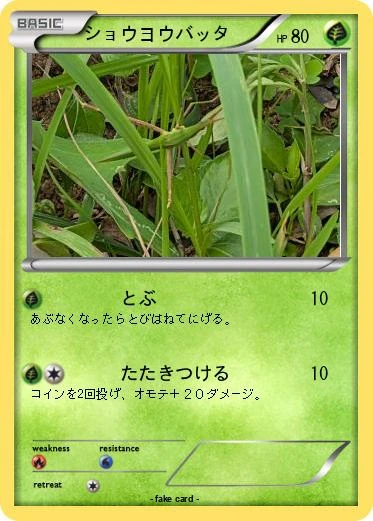 BASIC ショウヨウバッタ HP 80
とぶ 10
あぶなくなったらとびはねてにげる。
たたきつける 10
コインを2回投げ、オモテ＋２０ダメージ。
weakness resistance
retreat
- fake card -